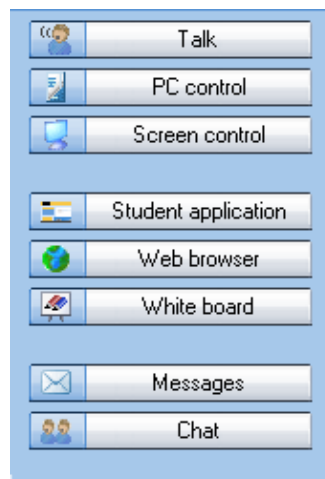 Talk
PC control
Screen control
Student application
Web browser
White board
Messages
Chat